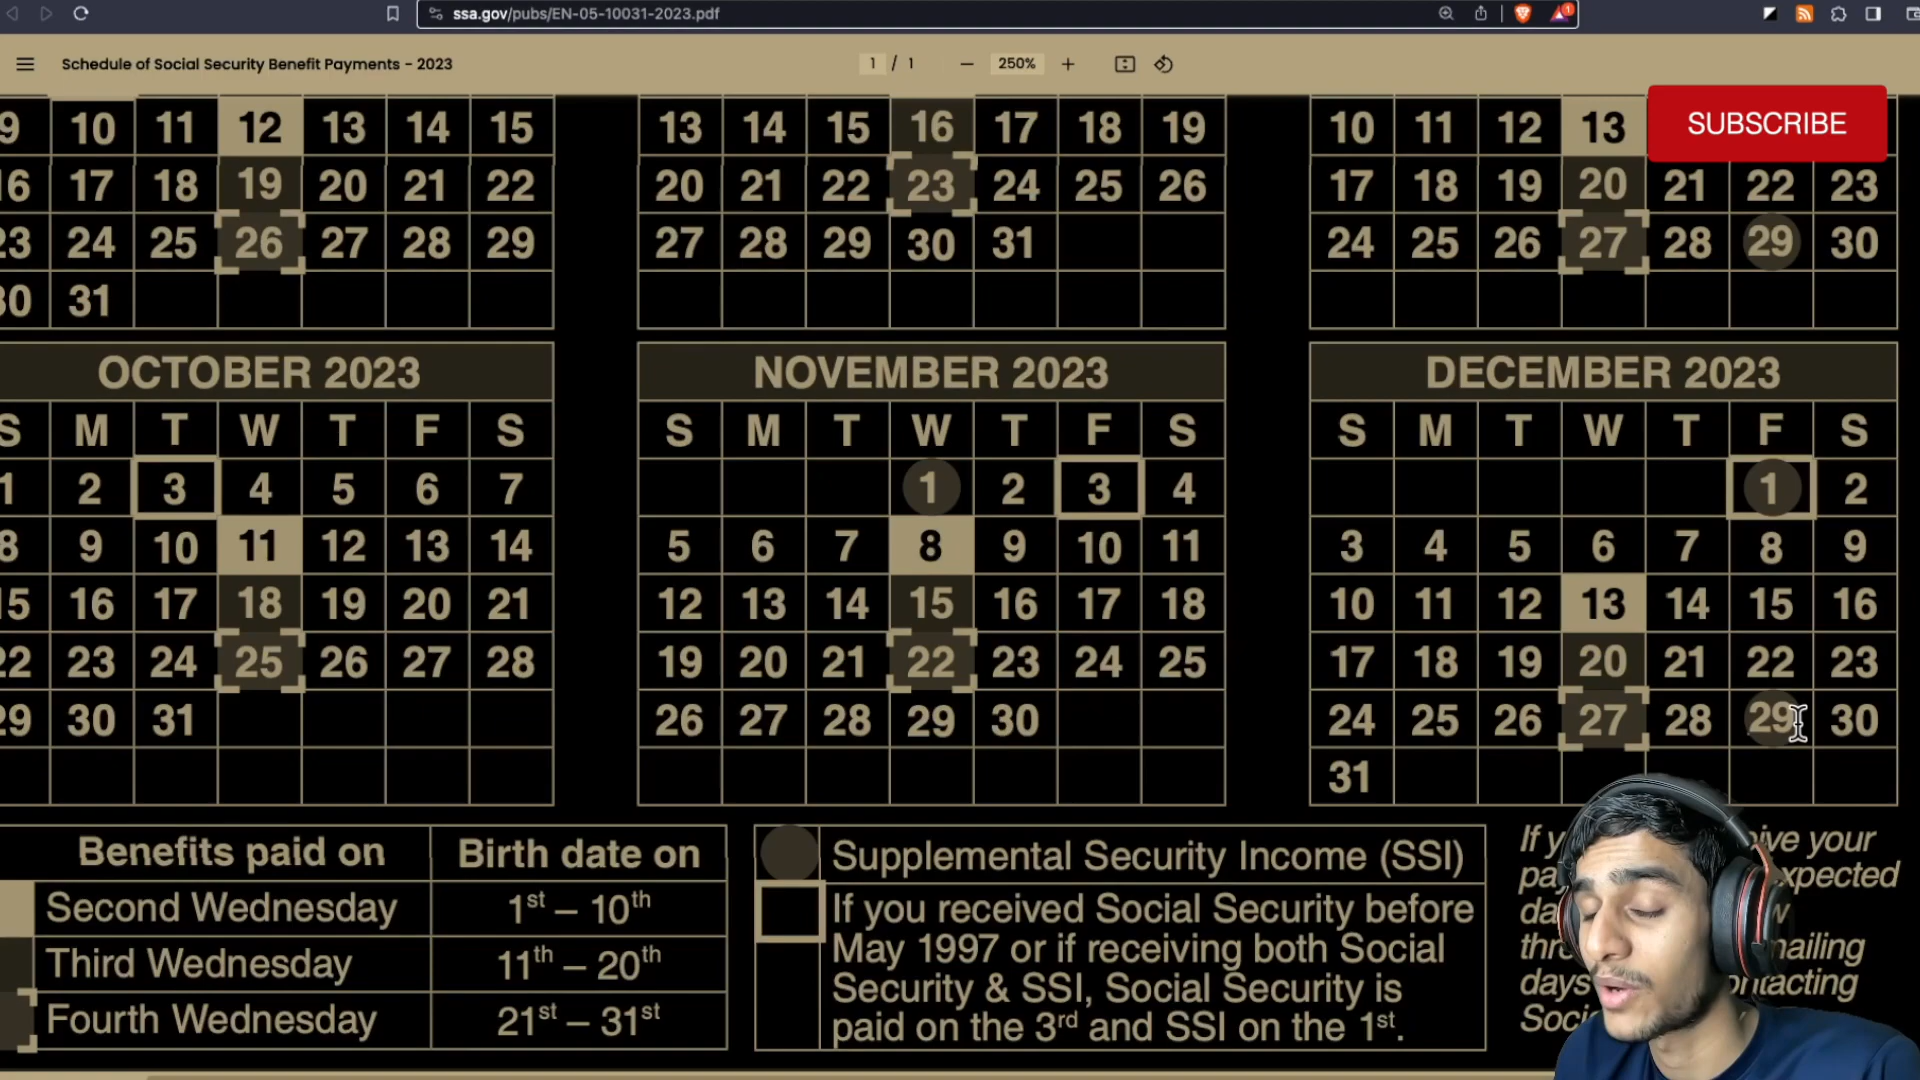 ssa.gov/pubs/EN-05-10031-2023.pdf
1
Schedule of Social Security Benefit Payments - 2023
1 / 1
250%
SUBSCRIBE
9 10 11 12 13 14 15
16 17 18 19 20 21 22
23 24 25 26 27 28 29
30 31
13 14 15 16 17 18 19
20 21 22 23 24 25 26
27 28 29 30 31
10 11 12 13
17 18 19 20 21 22 23
24 25 26 27 28 29 30
OCTOBER 2023
S M T W T F S
1 2 3 4 5 6 7
8 9 10 11 12 13 14
15 16 17 18 19 20 21
22 23 24 25 26 27 28
29 30 31
NOVEMBER 2023
S M T W T F S
1 2 3 4
5 6 7 8 9 10 11
12 13 14 15 16 17 18
19 20 21 22 23 24 25
26 27 28 29 30
DECEMBER 2023
S M T W T F S
1 2
3 4 5 6 7 8 9
10 11 12 13 14 15 16
17 18 19 20 21 22 23
24 25 26 27 28 29 30
31
Benefits paid on Birth date on
Second Wednesday 1st – 10th
Third Wednesday 11th – 20th
Fourth Wednesday 21st – 31st
Supplemental Security Income (SSI)
If you received Social Security before
May 1997 or if receiving both Social
Security & SSI, Social Security is
paid on the 3rd and SSI on the 1st.
If your
expected
mailing
days